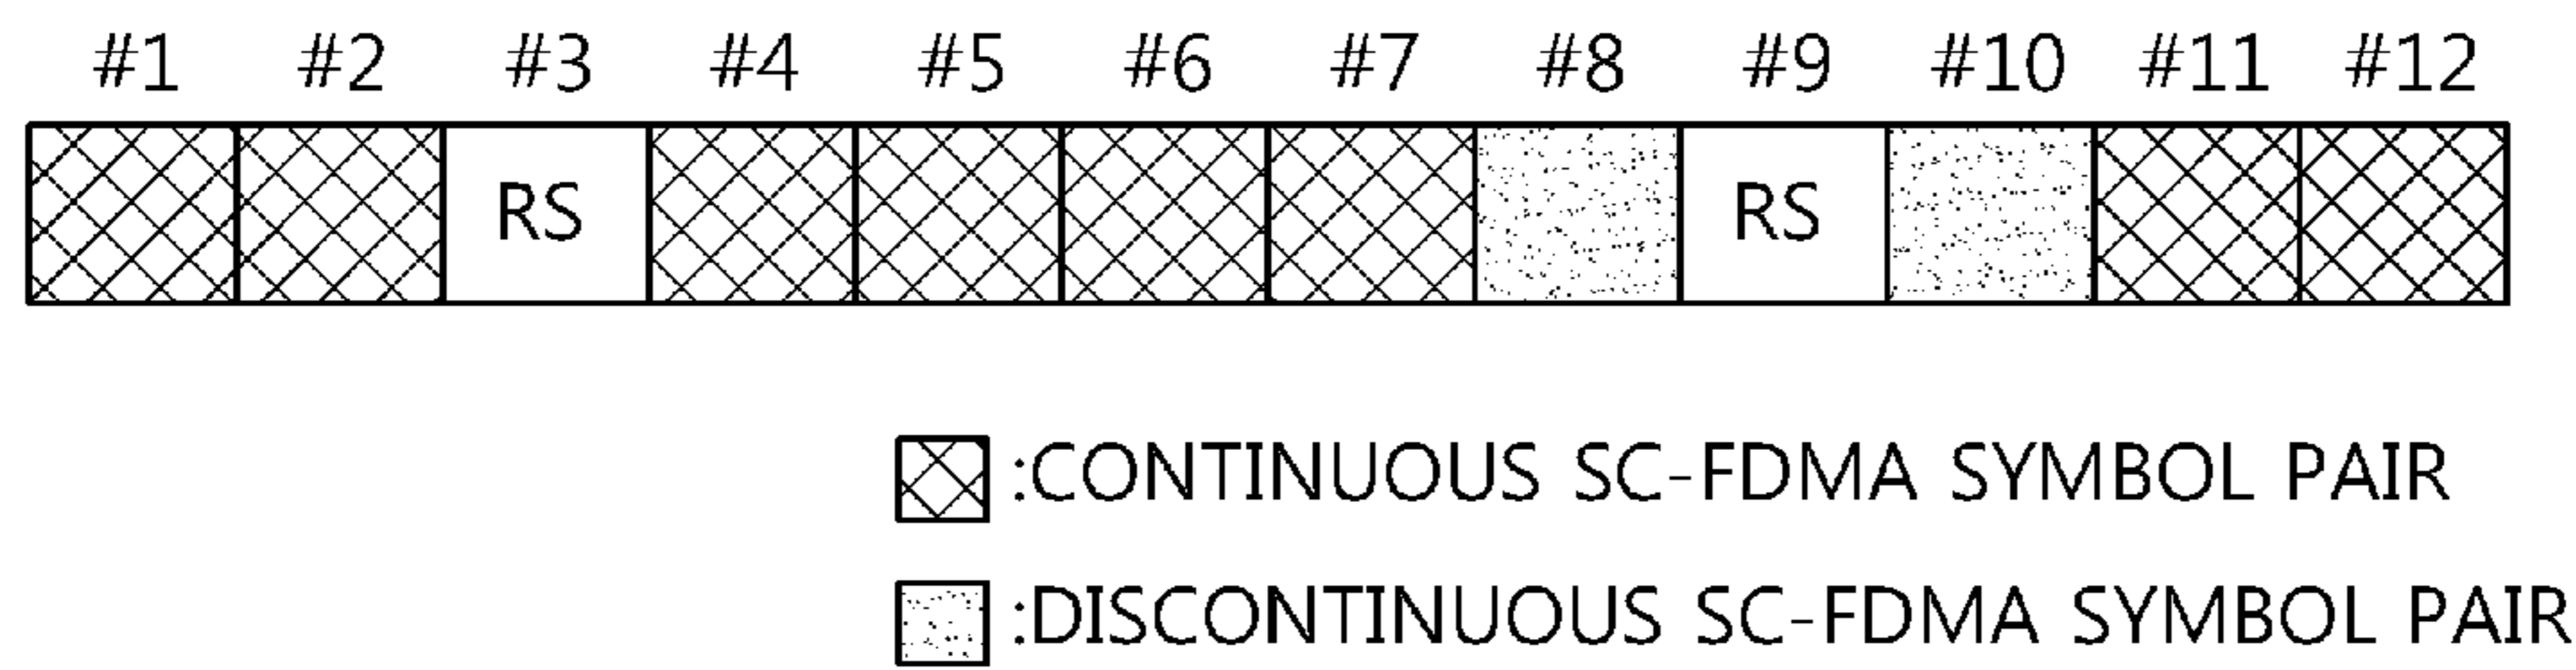 #1 #2 #3 #4 #5 #6 #7 #8 #9 #10 #11 #12
RS RS
:CONTINUOUS SC-FDMA SYMBOL PAIR
:DISCONTINUOUS SC-FDMA SYMBOL PAIR